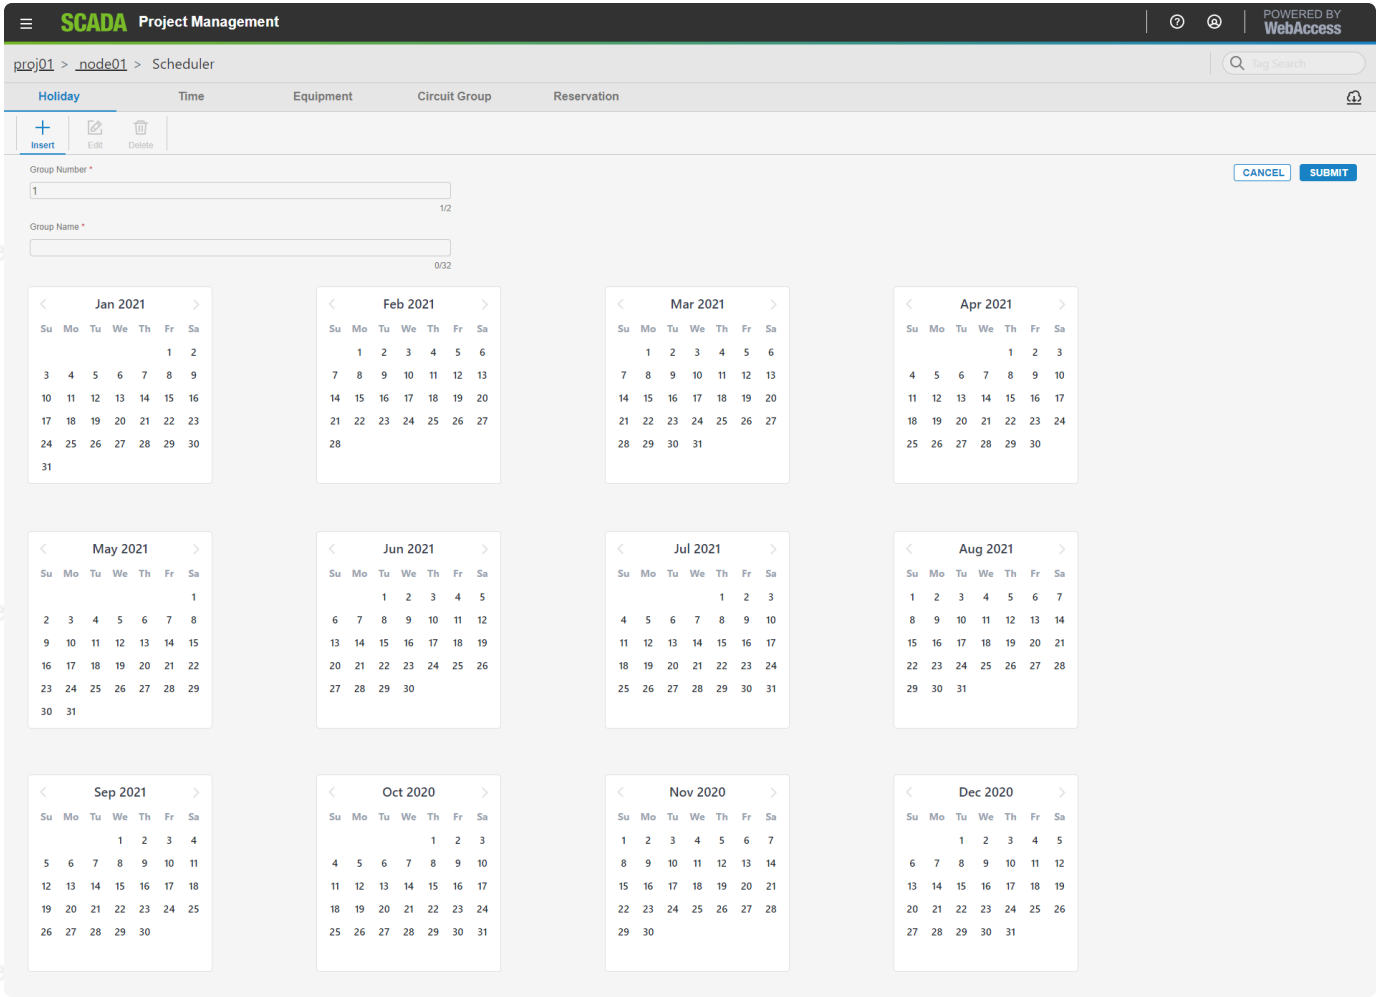 SCADA Project Management POWERED BY WebAccess
proj01 > node01 > Scheduler Tag Search
Holiday Time Equipment Circuit Group Reservation
Insert Edit Delete
Group Number *
CANCEL SUBMIT
1
1/2
Group Name *
0/32
Jan 2021 Feb 2021 Mar 2021 Apr 2021
Su Mo Tu We Th Fr Sa Su Mo Tu We Th Fr Sa Su Mo Tu We Th Fr Sa Su Mo Tu We Th Fr Sa
1 2 1 2 3 4 5 6 1 2 3 4 5 6 1 2 3
3 4 5 6 7 8 9 7 8 9 10 11 12 13 7 8 9 10 11 12 13 4 5 6 7 8 9 10
10 11 12 13 14 15 16 14 15 16 17 18 19 20 14 15 16 17 18 19 20 11 12 13 14 15 16 17
17 18 19 20 21 22 23 21 22 23 24 25 26 27 21 22 23 24 25 26 27 18 19 20 21 22 23 24
24 25 26 27 28 29 30 28 28 29 30 31 25 26 27 28 29 30
31
May 2021 Jun 2021 Jul 2021 Aug 2021
Su Mo Tu We Th Fr Sa Su Mo Tu We Th Fr Sa Su Mo Tu We Th Fr Sa Su Mo Tu We Th Fr Sa
1 1 2 3 4 5 1 2 3 1 2 3 4 5 6 7
2 3 4 5 6 7 8 6 7 8 9 10 11 12 4 5 6 7 8 9 10 8 9 10 11 12 13 14
9 10 11 12 13 14 15 13 14 15 16 17 18 19 11 12 13 14 15 16 17 15 16 17 18 19 20 21
16 17 18 19 20 21 22 20 21 22 23 24 25 26 18 19 20 21 22 23 24 22 23 24 25 26 27 28
23 24 25 26 27 28 29 27 28 29 30 25 26 27 28 29 30 31 29 30 31
30 31
Sep 2021 Oct 2020 Nov 2020 Dec 2020
Su Mo Tu We Th Fr Sa Su Mo Tu We Th Fr Sa Su Mo Tu We Th Fr Sa Su Mo Tu We Th Fr Sa
1 2 3 4 1 2 3 1 2 3 4 5 6 7 1 2 3 4 5
5 6 7 8 9 10 11 4 5 6 7 8 9 10 8 9 10 11 12 13 14 6 7 8 9 10 11 12
12 13 14 15 16 17 18 11 12 13 14 15 16 17 15 16 17 18 19 20 21 13 14 15 16 17 18 19
19 20 21 22 23 24 25 18 19 20 21 22 23 24 22 23 24 25 26 27 28 20 21 22 23 24 25 26
26 27 28 29 30 25 26 27 28 29 30 31 29 30 27 28 29 30 31